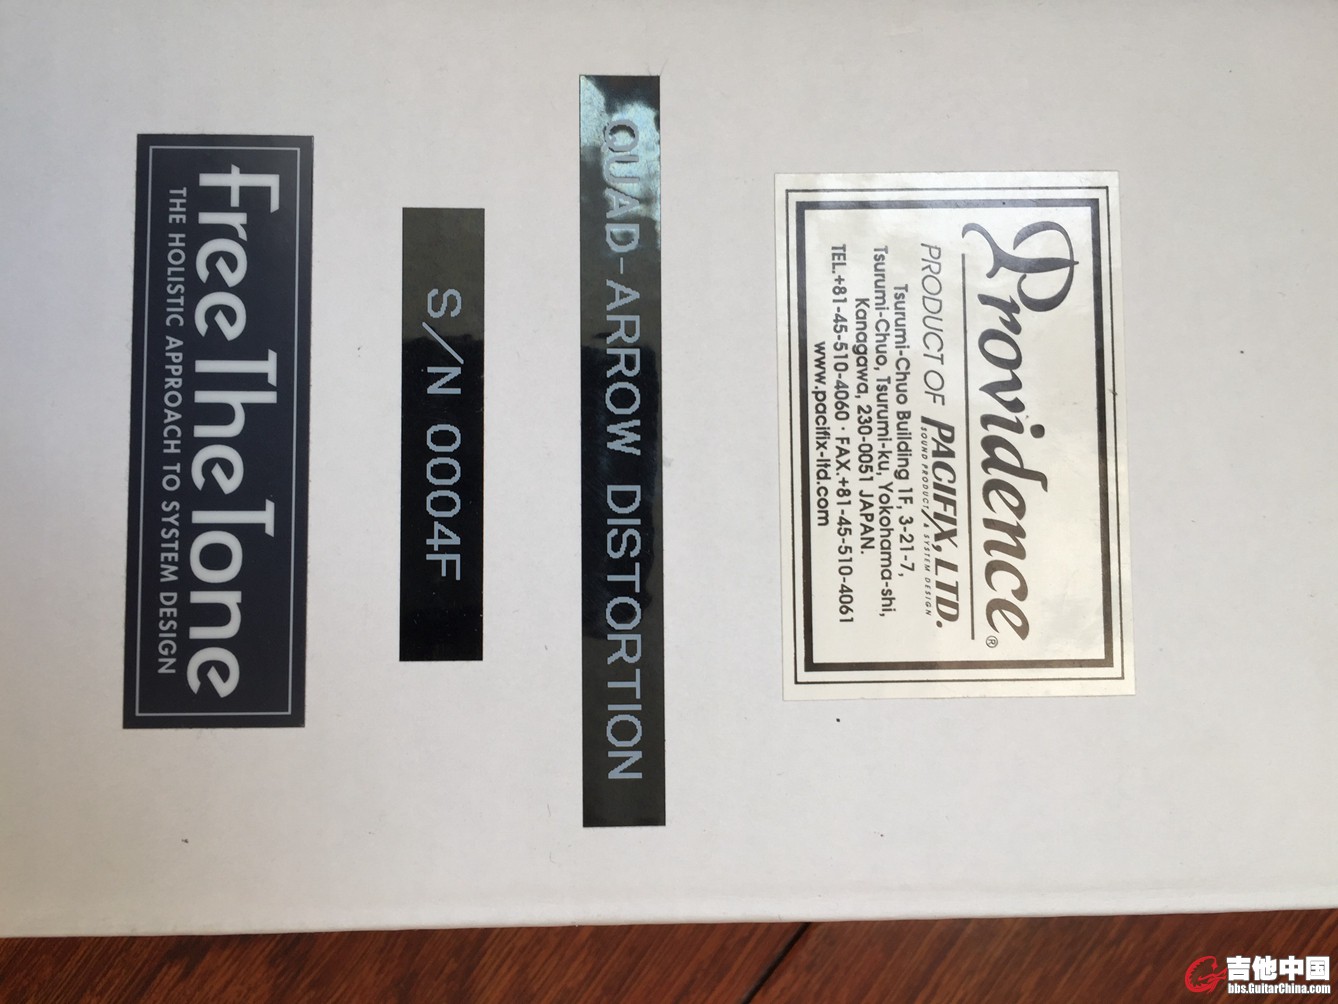 Providence®
PRODUCT OF PACIFIX, LTD.
SOUND PRODUCT / & SYSTEM DESIGN
Tsurumi-Chuo Building 1F, 3-21-7,
Tsurumi-Chuo, Tsurumi-ku, Yokohama-shi,
Kanagawa, 230-0051 JAPAN.
TEL.+81-45-510-4060 · FAX.+81-45-510-4061
www.pacifix-ltd.com
QUAD-ARROW DISTORTION
S/N 0004F
Free The Tone
THE HOLISTIC APPROACH TO SYSTEM DESIGN
吉他中国
bbs.GuitarChina.com